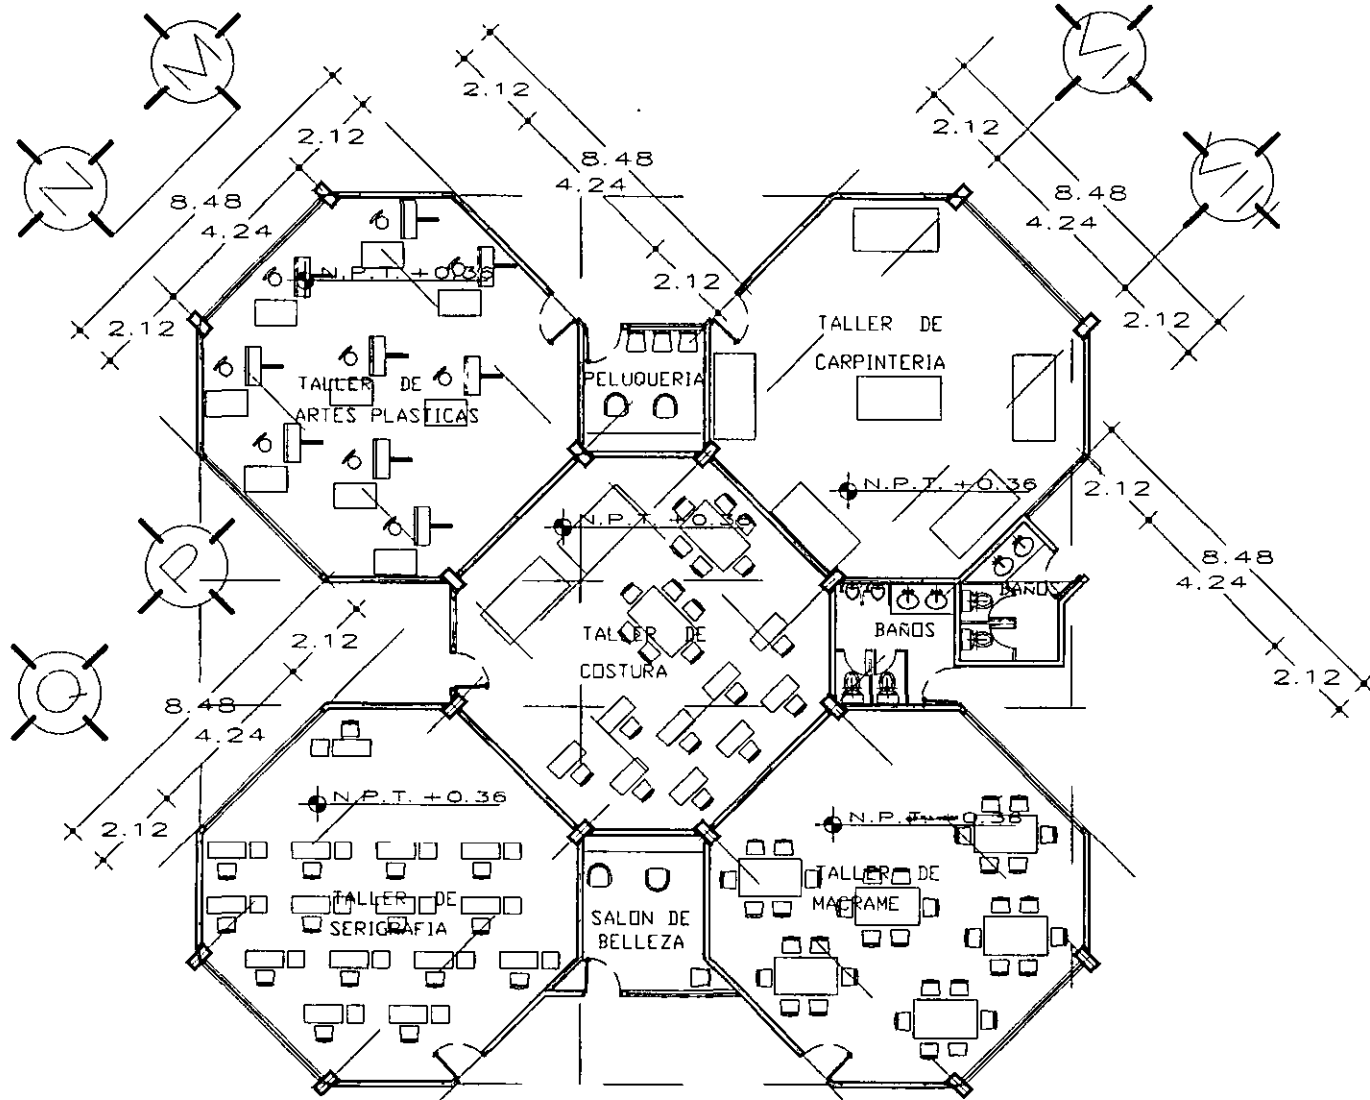 M
N
2.12
8.48
4.24
2.12
2.12
8.48
4.24
2.12
2.12
8.48
4.24
2.12
N.P.T. +0.36
TALLER DE
ARTES PLASTICAS
PELUQUERIA
TALLER DE
CARPINTERIA
N.P.T. +0.36
N.P.T. +0.36
2.12
8.48
4.24
2.12
P
Q
2.12
8.48
4.24
2.12
TALLER DE
COSTURA
BAÑOS
BAÑOS
N.P.T. +0.36
TALLER DE
SERIGRAFIA
SALON DE
BELLEZA
N.P.T.
TALLER DE
MACRAME